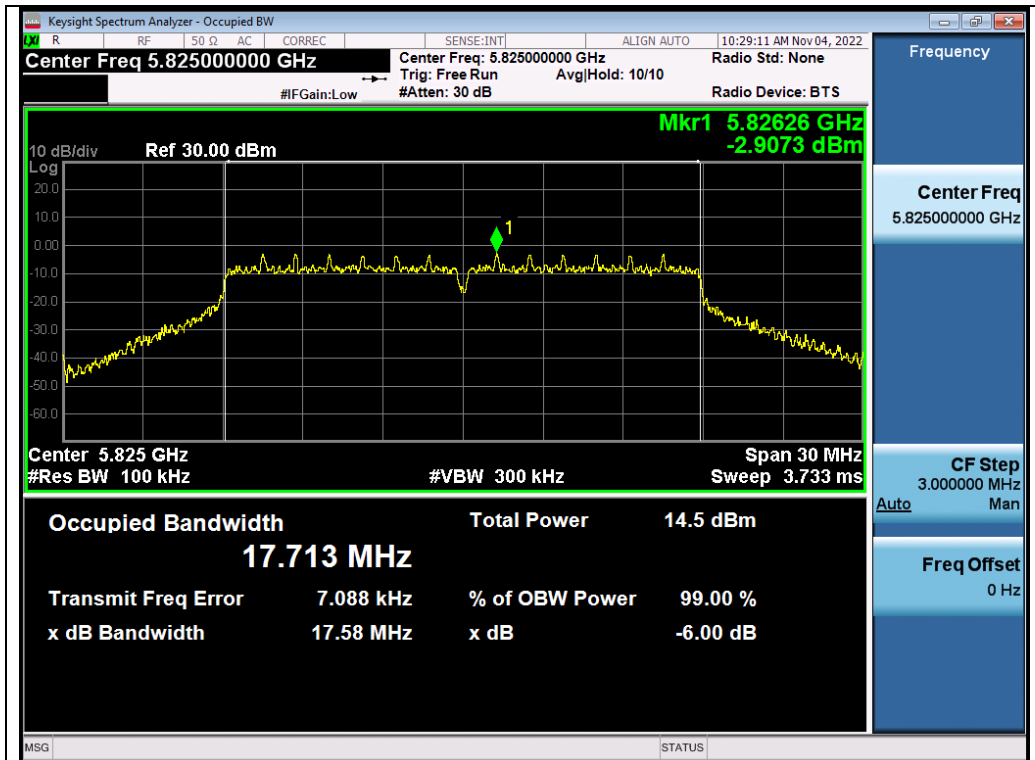 Keysight Spectrum Analyzer - Occupied BW
LXI R RF 50 Ω AC CORREC SENSE:INT ALIGN AUTO 10:29:11 AM Nov 04, 2022
Center Freq 5.825000000 GHz
#IFGain:Low
Center Freq: 5.825000000 GHz
Trig: Free Run Avg|Hold: 10/10
#Atten: 30 dB
Radio Std: None
Radio Device: BTS
Mkr1 5.82626 GHz
-2.9073 dBm
10 dB/div Ref 30.00 dBm
Log
20.0
10.0
0.00
-10.0
-20.0
-30.0
-40.0
-50.0
-60.0
1
Center 5.825 GHz Span 30 MHz
#Res BW 100 kHz #VBW 300 kHz Sweep 3.733 ms
Occupied Bandwidth Total Power 14.5 dBm
17.713 MHz
Transmit Freq Error 7.088 kHz % of OBW Power 99.00 %
x dB Bandwidth 17.58 MHz x dB -6.00 dB
Frequency
Center Freq
5.825000000 GHz
CF Step
3.000000 MHz
Auto Man
Freq Offset
0 Hz
MSG STATUS